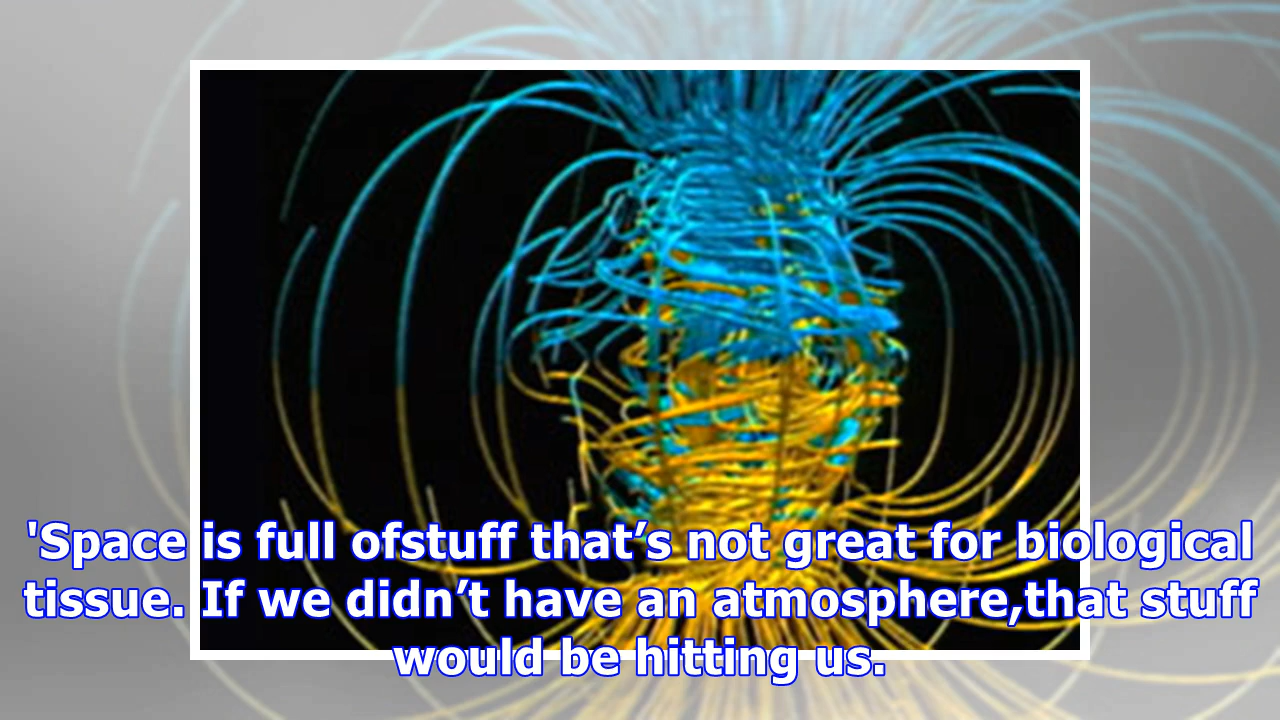 'Space is full ofstuff that’s not great for biological
tissue. If we didn’t have an atmosphere,that stuff
would be hitting us.